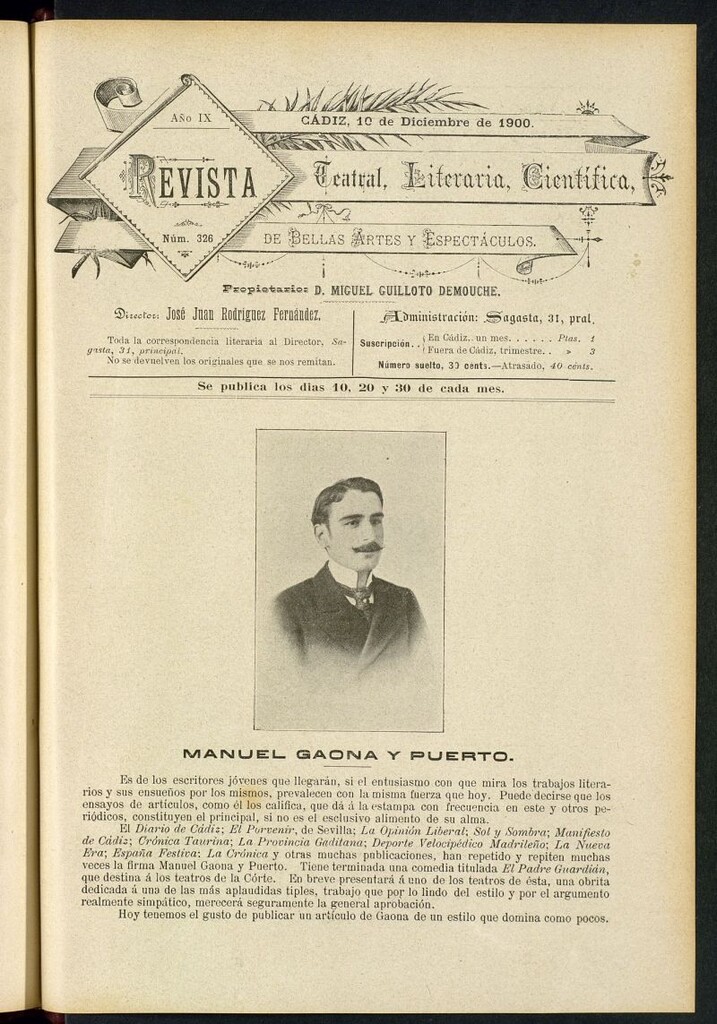 Año IX
CÁDIZ, 10 de Diciembre de 1900.
REVISTA
Teatral, Literaria, Científica,
Núm. 326
DE BELLAS ARTES Y ESPECTÁCULOS.
Propietario: D. MIGUEL GUILLOTO DEMOUCHE.
Director: José Juan Rodríguez Fernández.
Toda la correspondencia literaria al Director, Sa-
gasta, 31, principal.
No se devuelven los originales que se nos remitan.
Administración: Sagasta, 31, pral.
Suscripción. . { En Cádiz. un mes. . . . . . Ptas. 1
Fuera de Cádiz, trimestre. . » 3
Número suelto, 30 cents.—Atrasado, 40 cénts.
Se publica los dias 10, 20 y 30 de cada mes.
MANUEL GAONA Y PUERTO.
Es de los escritores jóvenes que llegarán, si el entusiasmo con que mira los trabajos litera-
rios y sus ensueños por los mismos, prevalecen con la misma fuerza que hoy. Puede decirse que los
ensayos de artículos, como él los califica, que dá á la estampa con frecuencia en este y otros pe-
riódicos, constituyen el principal, si no es el esclusivo alimento de su alma.
El Diario de Cádiz; El Porvenir, de Sevilla; La Opinión Liberal; Sol y Sombra; Manifiesto
de Cádiz; Crónica Taurina; La Provincia Gaditana; Deporte Velocipédico Madrileño; La Nueva
Era; España Festiva; La Crónica y otras muchas publicaciones, han repetido y repiten muchas
veces la firma Manuel Gaona y Puerto. Tiene terminada una comedia titulada El Padre Guardián,
que destina á los teatros de la Córte. En breve presentará á uno de los teatros de ésta, una obrita
dedicada á una de las más aplaudidas tiples, trabajo que por lo lindo del estilo y por el argumento
realmente simpático, merecerá seguramente la general aprobación.
Hoy tenemos el gusto de publicar un artículo de Gaona de un estilo que domina como pocos.